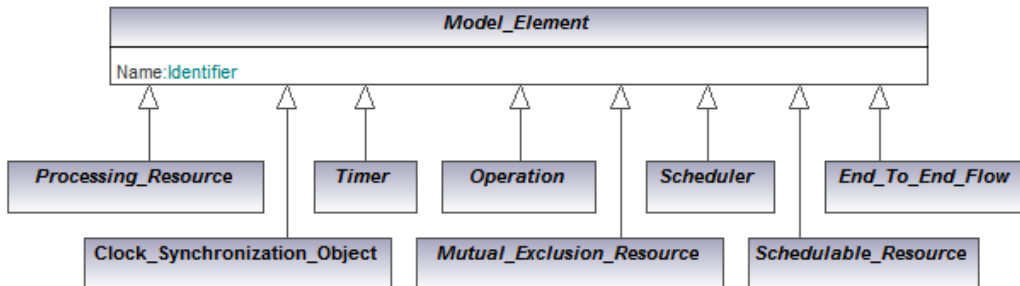 Model_Element
Name:Identifier
Processing_Resource
Timer
Operation
Scheduler
End_To_End_Flow
Clock_Synchronization_Object
Mutual_Exclusion_Resource
Schedulable_Resource